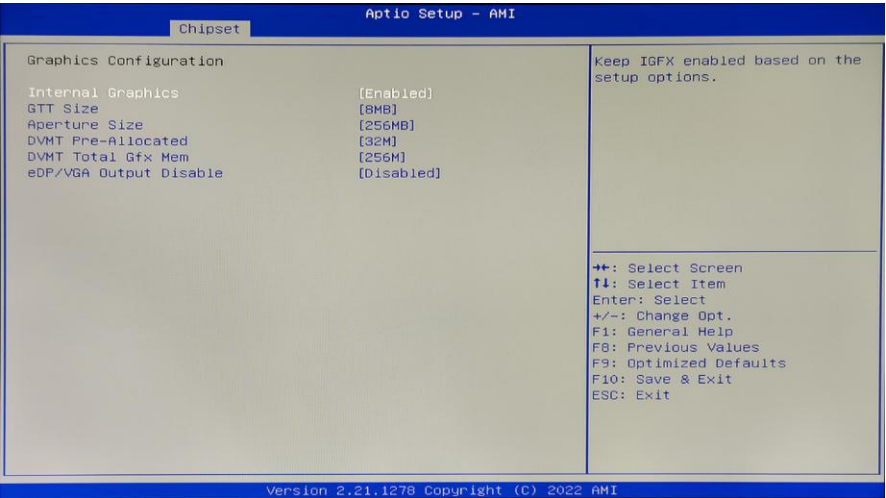 Aptio Setup – AMI
Chipset
Graphics Configuration
Internal Graphics [Enabled]
GTT Size [8MB]
Aperture Size [256MB]
DVMT Pre-Allocated [32M]
DVMT Total Gfx Mem [256M]
eDP/VGA Output Disable [Disabled]
Keep IGFX enabled based on the
setup options.
→←: Select Screen
↑↓: Select Item
Enter: Select
+/-: Change Opt.
F1: General Help
F8: Previous Values
F9: Optimized Defaults
F10: Save & Exit
ESC: Exit
Version 2.21.1278 Copyright (C) 2022 AMI